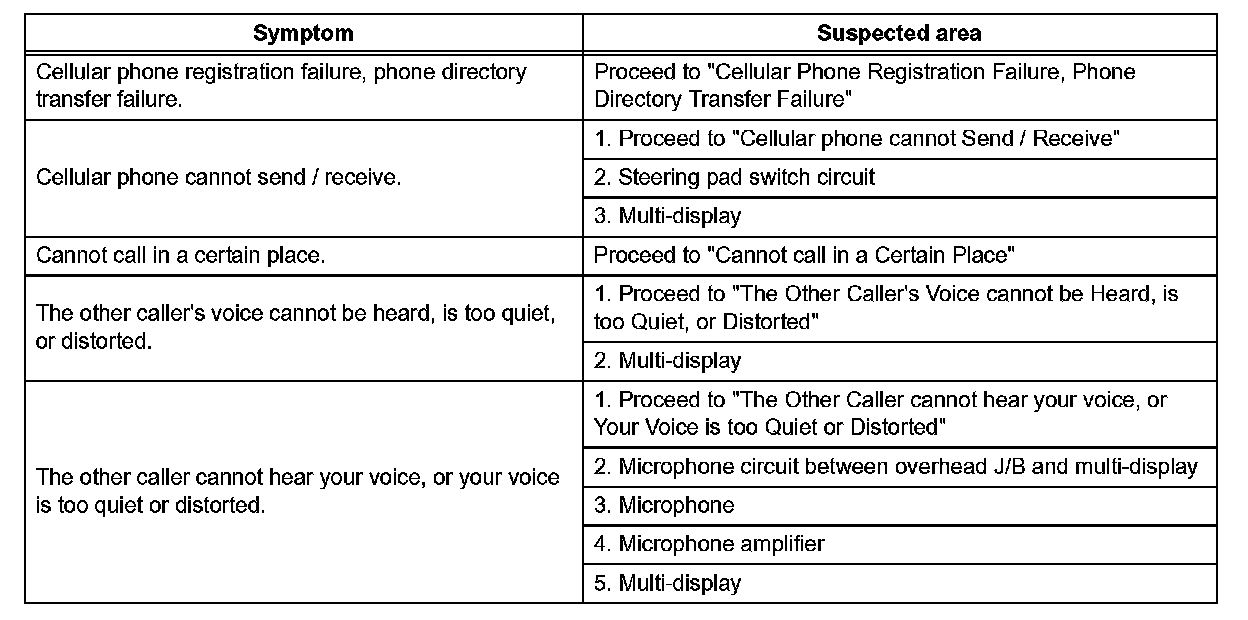 Symptom
Suspected area
Cellular phone registration failure, phone directory
transfer failure.
Proceed to "Cellular Phone Registration Failure, Phone
Directory Transfer Failure"
Cellular phone cannot send / receive.
1. Proceed to "Cellular phone cannot Send / Receive"
2. Steering pad switch circuit
3. Multi-display
Cannot call in a certain place.
Proceed to "Cannot call in a Certain Place"
The other caller's voice cannot be heard, is too quiet,
or distorted.
1. Proceed to "The Other Caller's Voice cannot be Heard, is
too Quiet, or Distorted"
2. Multi-display
The other caller cannot hear your voice, or your voice
is too quiet or distorted.
1. Proceed to "The Other Caller cannot hear your voice, or
Your Voice is too Quiet or Distorted"
2. Microphone circuit between overhead J/B and multi-display
3. Microphone
4. Microphone amplifier
5. Multi-display